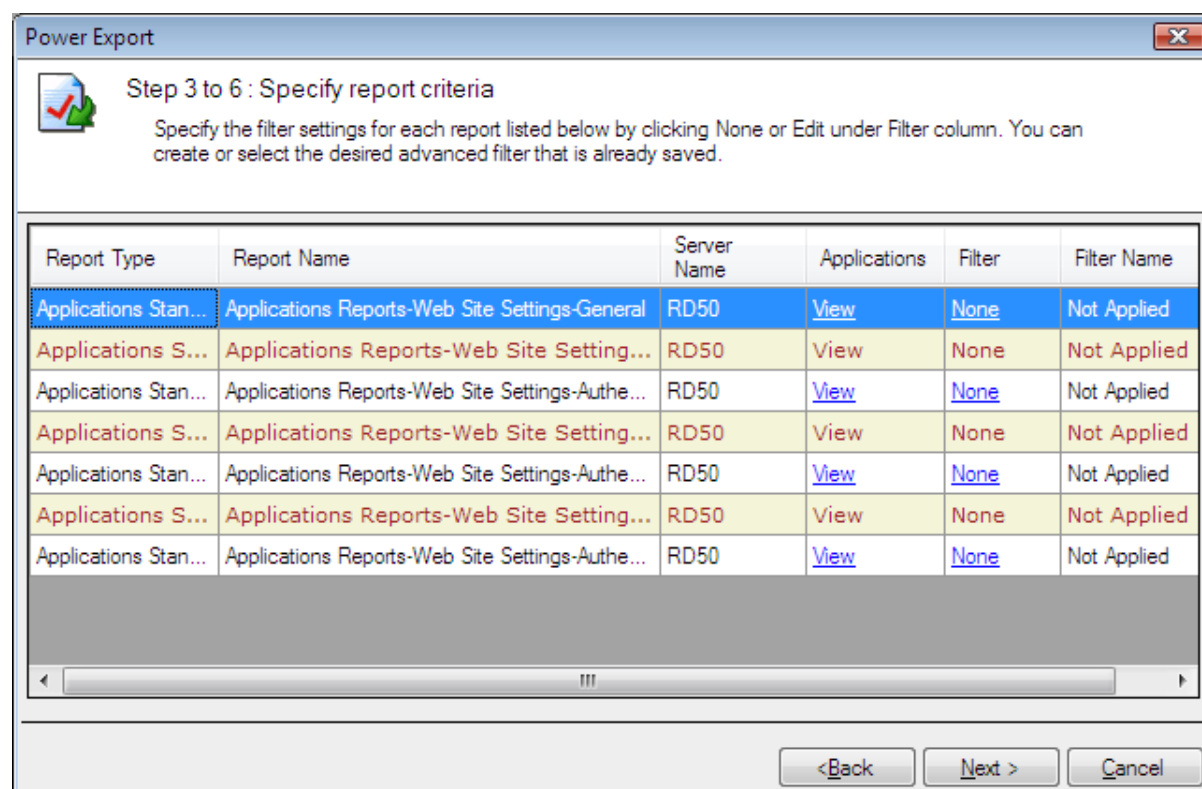 Power Export
Step 3 to 6 : Specify report criteria
Specify the filter settings for each report listed below by clicking None or Edit under Filter column. You can
create or select the desired advanced filter that is already saved.
Report Type Report Name Server Name Applications Filter Filter Name
Applications Stan... Applications Reports-Web Site Settings-General RD50 View None Not Applied
Applications S... Applications Reports-Web Site Setting... RD50 View None Not Applied
Applications Stan... Applications Reports-Web Site Settings-Authe... RD50 View None Not Applied
Applications S... Applications Reports-Web Site Setting... RD50 View None Not Applied
Applications Stan... Applications Reports-Web Site Settings-Authe... RD50 View None Not Applied
Applications S... Applications Reports-Web Site Setting... RD50 View None Not Applied
Applications Stan... Applications Reports-Web Site Settings-Authe... RD50 View None Not Applied
<Back Next > Cancel